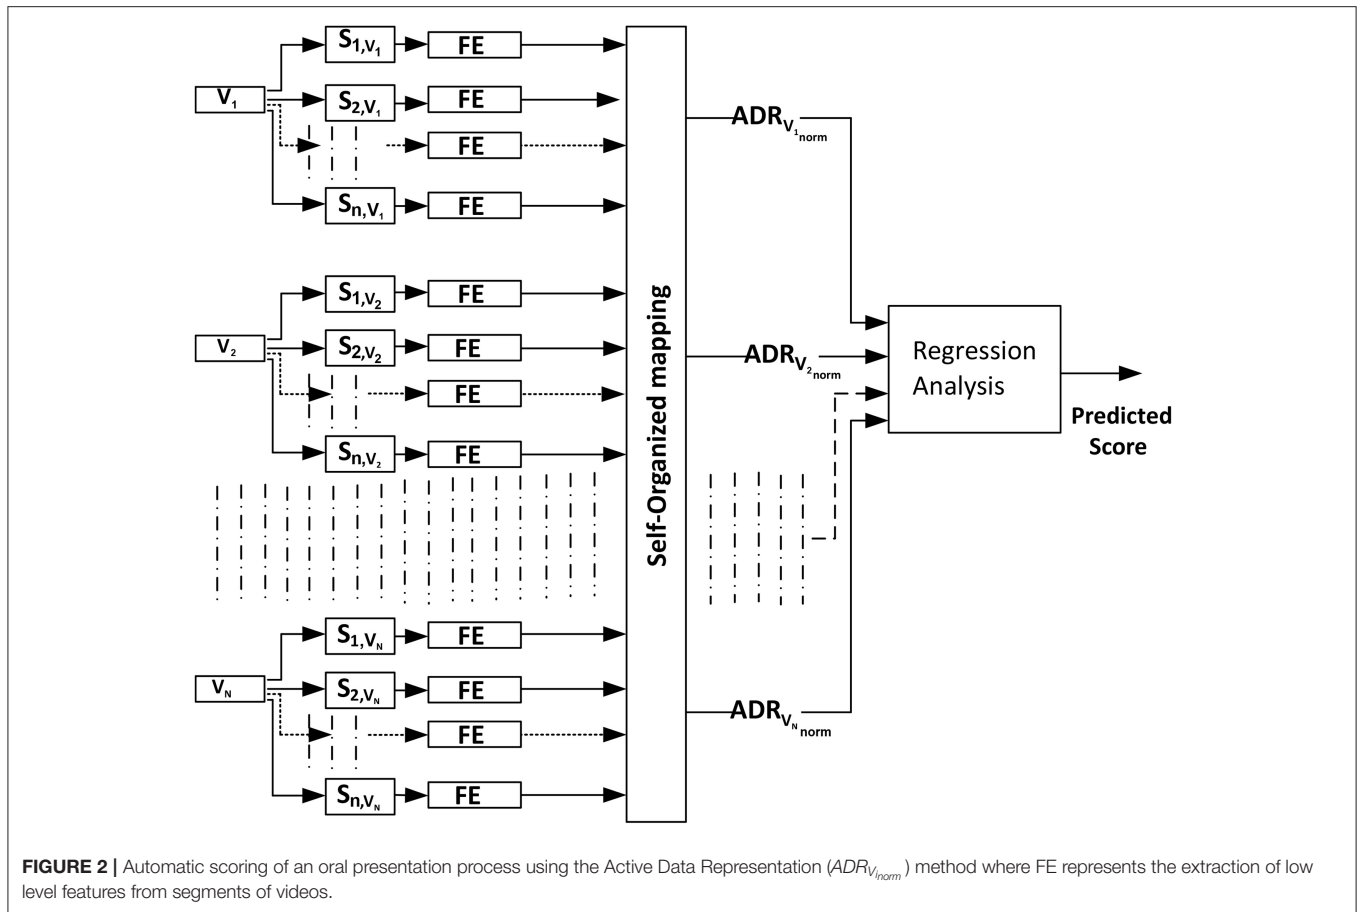 V1
S1,V1 FE
S2,V1 FE
FE
Sn,V1 FE
ADRV1norm
V2
S1,V2 FE
S2,V2 FE
FE
Sn,V2 FE
Self-Organized mapping
ADRV2norm
Regression
Analysis
Predicted
Score
VN
S1,VN FE
S2,VN FE
FE
Sn,VN FE
ADRVN norm
FIGURE 2 | Automatic scoring of an oral presentation process using the Active Data Representation (ADRVinorm) method where FE represents the extraction of low
level features from segments of videos.